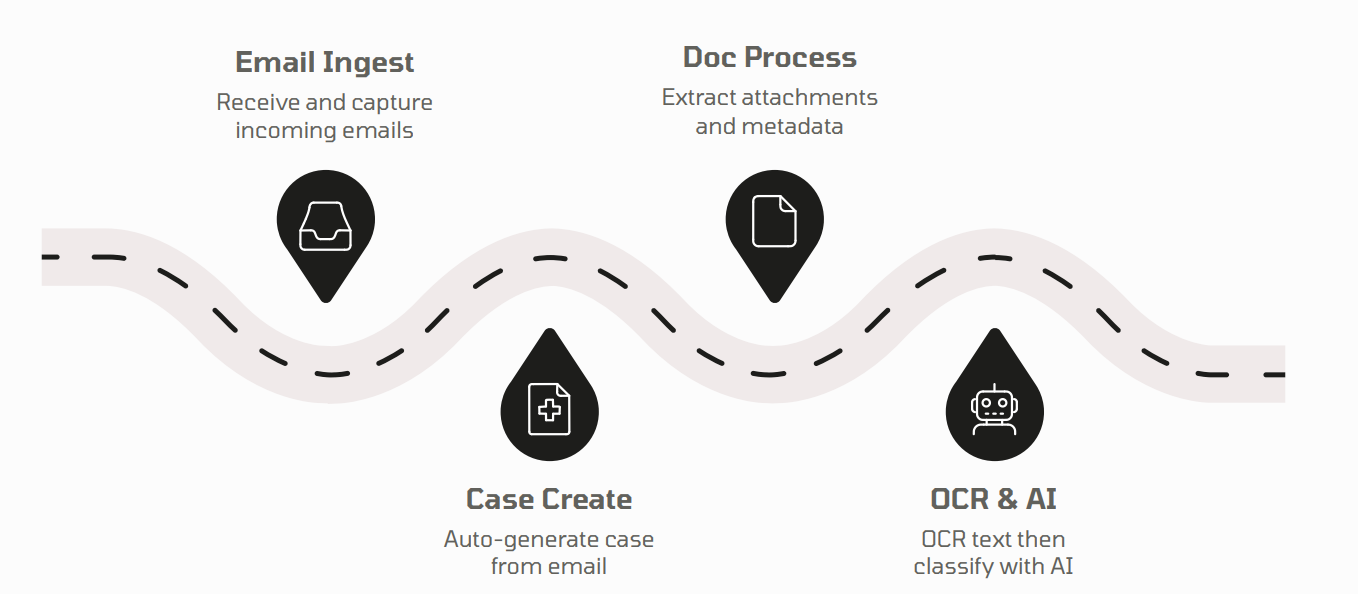 Email Ingest
Receive and capture
incoming emails
Doc Process
Extract attachments
and metadata
Case Create
Auto-generate case
from email
OCR & AI
OCR text then
classify with AI